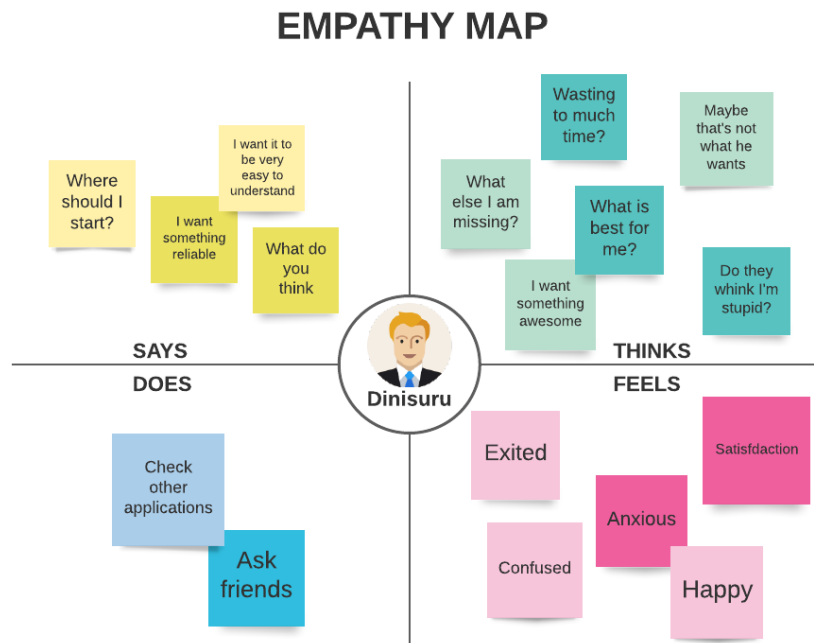 EMPATHY MAP
Where
should I
start?
I want
something
reliable
I want it to
be very
easy to
understand
What do
you
think
SAYS
Wasting
to much
time?
Maybe
that's not
what he
wants
What
else I am
missing?
What is
best for
me?
I want
something
awesome
Do they
whink I'm
stupid?
THINKS
Dinisuru
DOES
Check
other
applications
Ask
friends
FEELS
Exited
Satisfdaction
Anxious
Confused
Happy